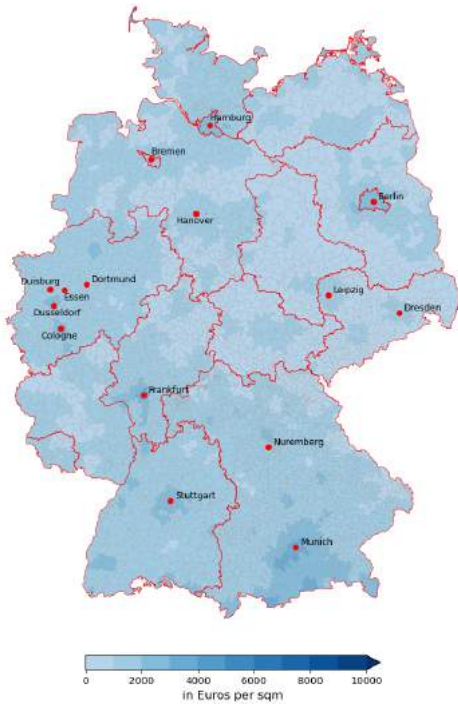 Hamburg
Bremen
Berlin
Hanover
Duisburg
Dortmund
Essen
Leipzig
Dusseldorf
Dresden
Cologne
Frankfurt
Nuremberg
Stuttgart
Munich
0 2000 4000 6000 8000 10000
in Euros per sqm